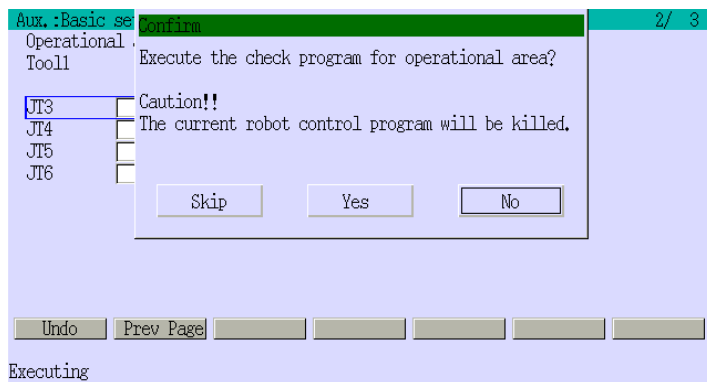 Aux.:Basic se
2/ 3
Operational
Tool1
Confirm
Execute the check program for operational area?
Caution!!
The current robot control program will be killed.
JT3
JT4
JT5
JT6
Skip Yes No
Undo Prev Page
Executing